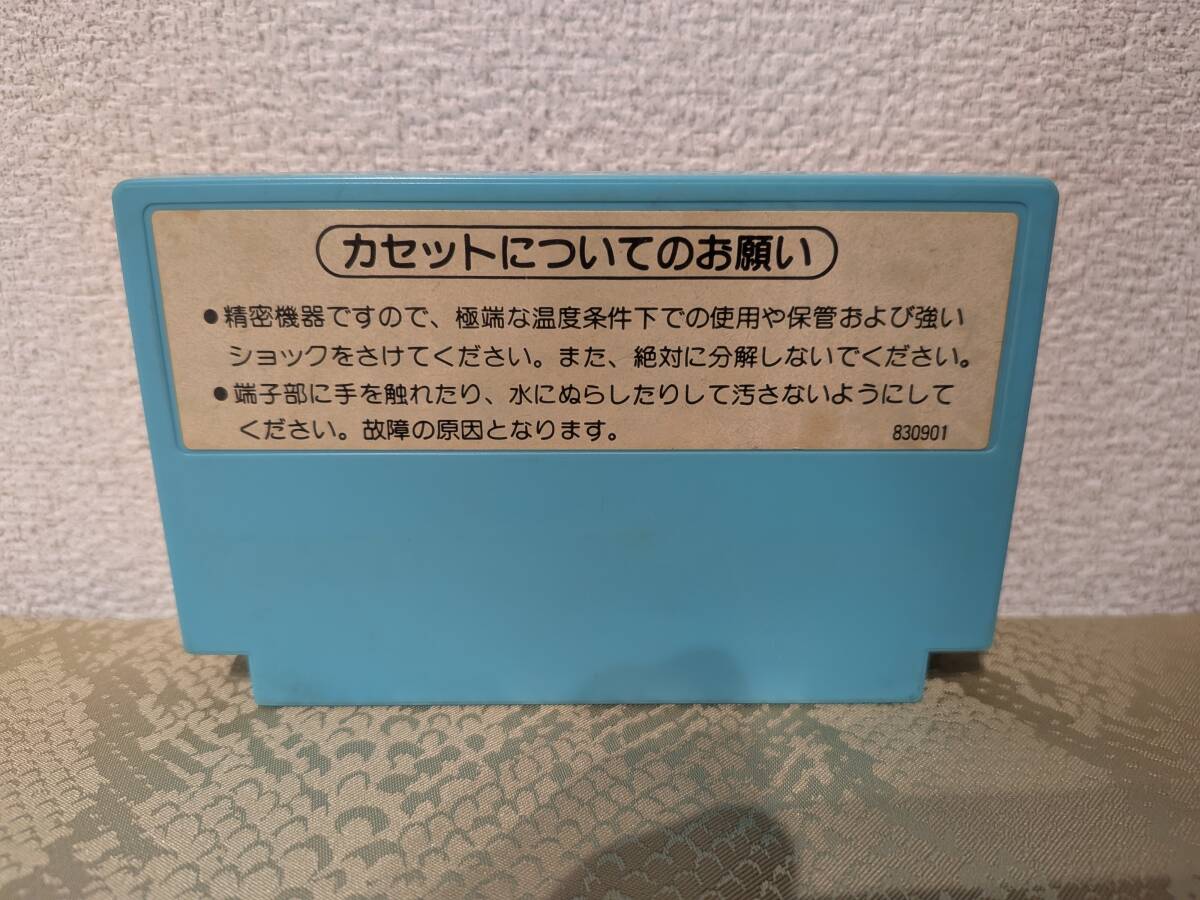 カセットについてのお願い
●精密機器ですので、極端な温度条件下での使用や保管および強い
ショックをさけてください。また、絶対に分解しないでください。
●端子部に手を触れたり、水にぬらしたりして汚さないようにして
ください。故障の原因となります。
830901